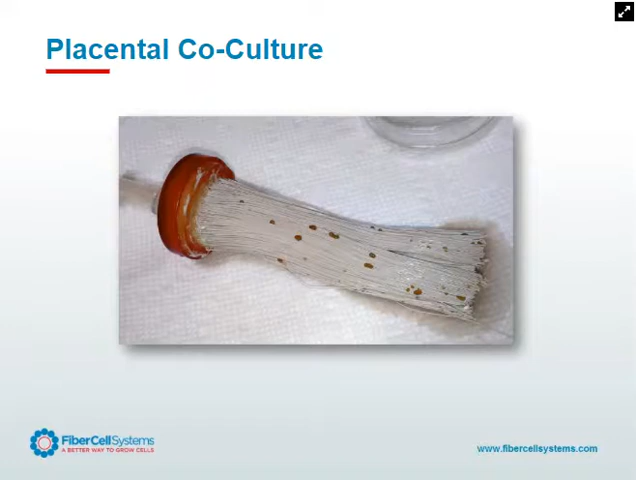 Placental Co-Culture
FiberCellSystems
A BETTER WAY TO GROW CELLS
www.fibercellsystems.com